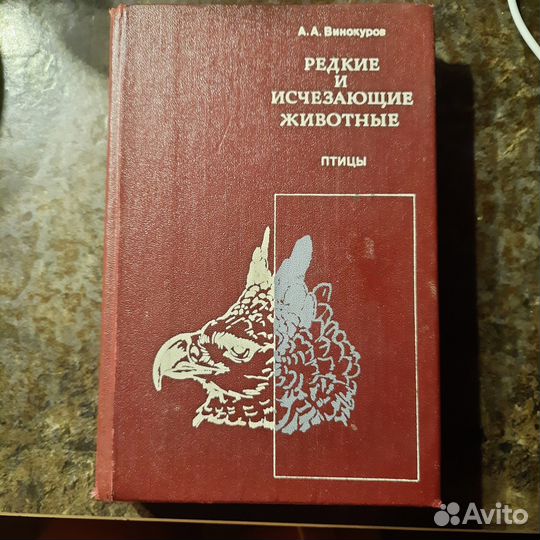 А. А. Винокуров
РЕДКИЕ
И
ИСЧЕЗАЮЩИЕ
ЖИВОТНЫЕ
ПТИЦЫ
Avito